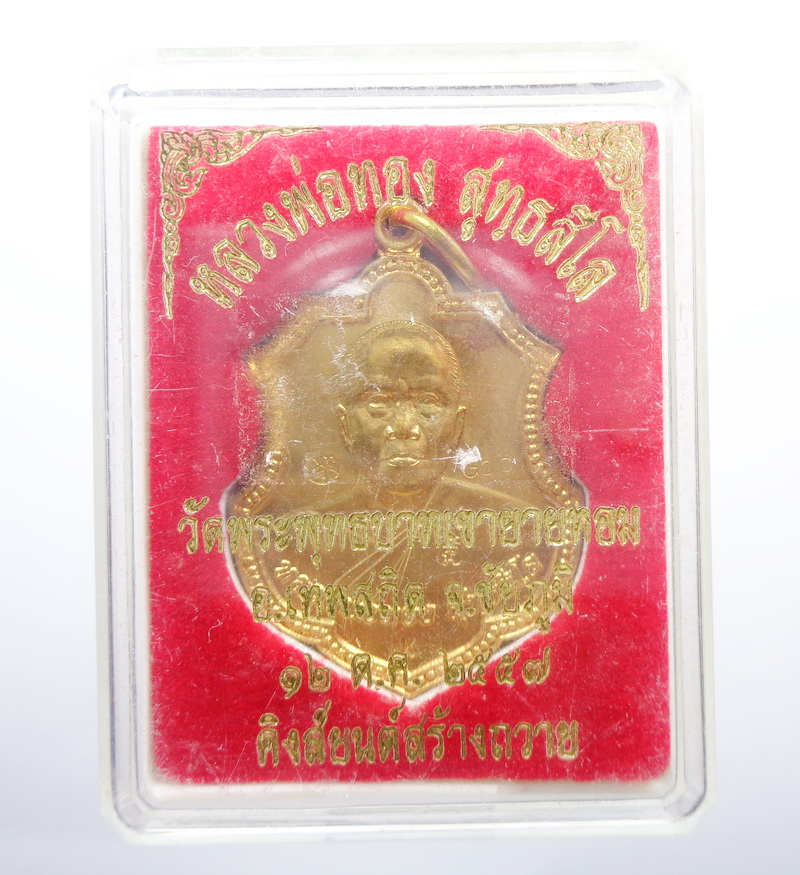 หลวงพ่อทอง สุทฺธสีโล
วัดพระพุทธบาทเขายายหอม
อ.เทพสถิต จ.ชัยภูมิ
๑๒ ต.ค. ๒๕๕๗
คิงส์ยนต์สร้างถวาย